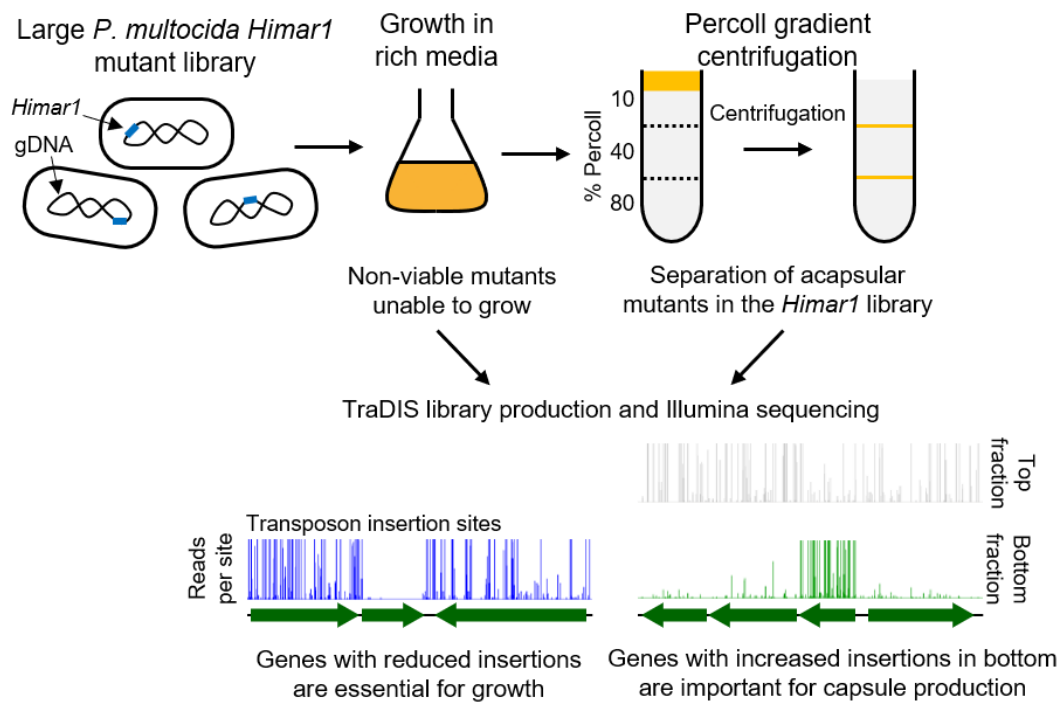 Large P. multocida Himar1
mutant library
Himar1
gDNA
Growth in
rich media
Percoll gradient
centrifugation
% Percoll
10
40
80
Centrifugation
Non-viable mutants
unable to grow
Separation of acapsular
mutants in the Himar1 library
TraDIS library production and Illumina sequencing
Transposon insertion sites
Reads
per site
Top
fraction
Bottom
fraction
Genes with reduced insertions
are essential for growth
Genes with increased insertions in bottom
are important for capsule production